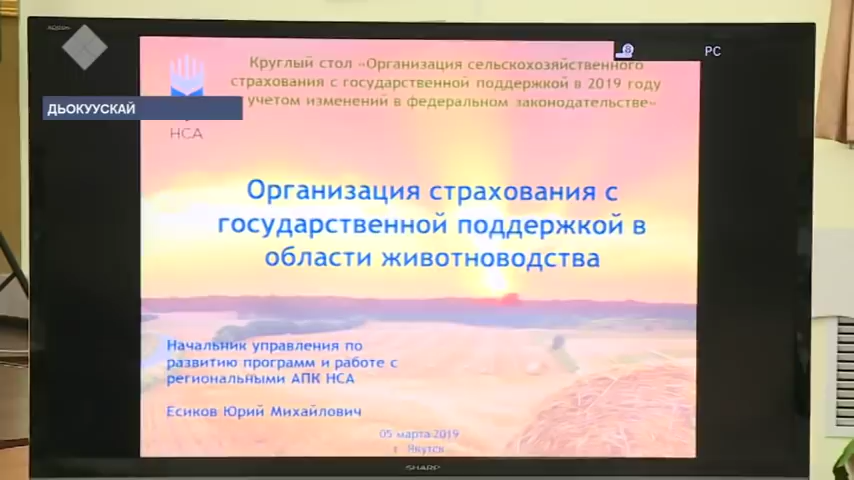 Круглый стол «Организация сельскохозяйственного
страхования с государственной поддержкой в 2019 году
учетом изменений в федеральном законодательстве»
РС
ДЬОКУУСКАЙ
НСА
Организация страхования с
государственной поддержкой в
области животноводства
Начальник управления по
развитию программ и работе с
региональными АПК НСА
Есиков Юрий Михайлович
05 марта 2019
г. Якутск
SHARP